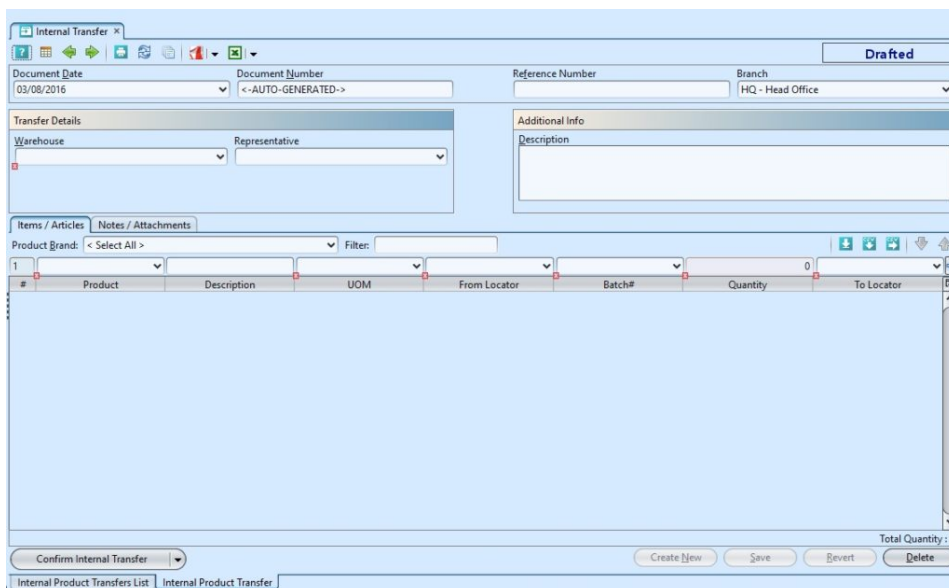 Internal Transfer ×
?
Drafted
Document Date Document Number Reference Number Branch
03/08/2016 <-AUTO-GENERATED-> HQ - Head Office
Transfer Details Additional Info
Warehouse Representative Description
Items / Articles Notes / Attachments
Product Brand: < Select All > Filter:
1 0
# Product Description UOM From Locator Batch# Quantity To Locator
Total Quantity :
Confirm Internal Transfer Create New Save Revert Delete
Internal Product Transfers List Internal Product Transfer